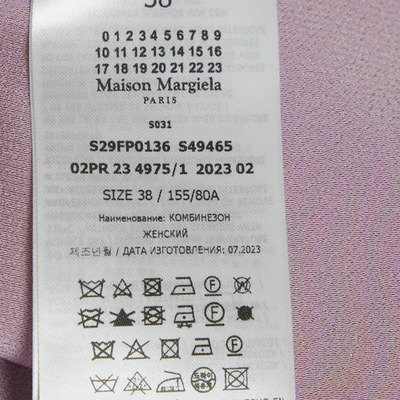 38
0 1 2 3 4 5 6 7 8 9
10 11 12 13 14 15 16
17 18 19 20 21 22 23
Maison Margiela
PARIS
S031
S29FP0136 S49465
02PR 23 4975/1 2023 02
SIZE 38 / 155/80A
Наименование: КОМБИНЕЗОН
ЖЕНСКИЙ
제조년월 / ДАТА ИЗГОТОВЛЕНИЯ: 07.2023